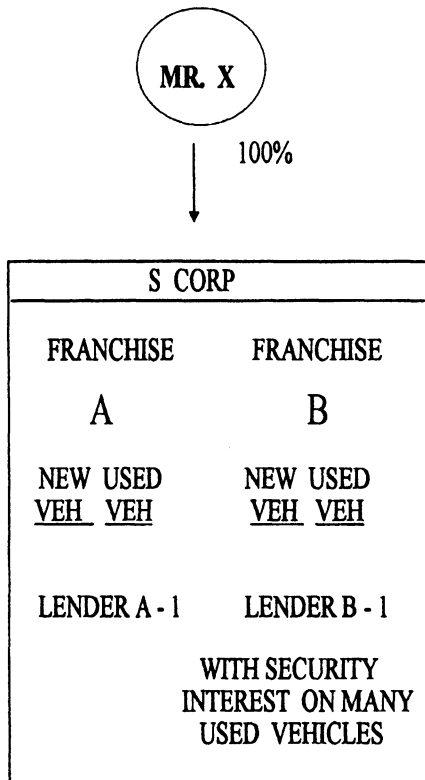 MR. X
100%
S CORP
FRANCHISE FRANCHISE
A B
NEW USED NEW USED
VEH VEH VEH VEH
LENDER A - 1 LENDER B - 1
WITH SECURITY
INTEREST ON MANY
USED VEHICLES